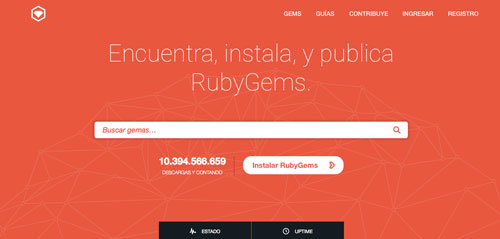 GEMS GUÍAS CONTRIBUYE INGRESAR REGISTRO
Encuentra, instala, y publica
RubyGems.
Buscar gemas...
10.394.566.659
DESCARGAS Y CONTANDO
Instalar RubyGems
ESTADO UPTIME